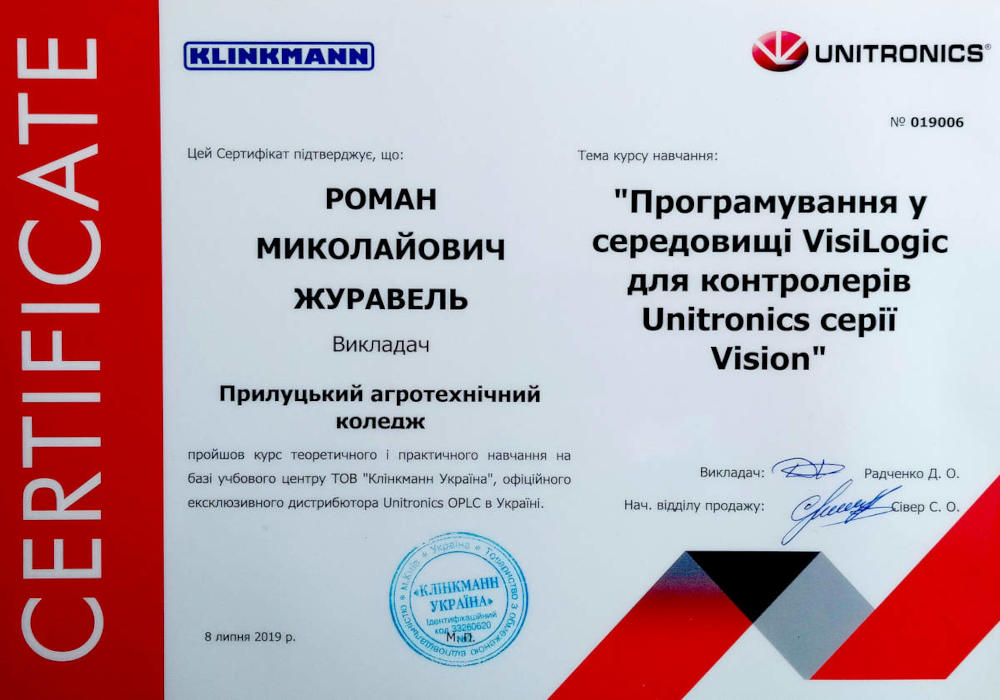 CERTIFICATE
KLINKMANN
UNITRONICS®
№ 019006
Цей Сертифікат підтверджує, що:
РОМАН
МИКОЛАЙОВИЧ
ЖУРАВЕЛЬ
Викладач
Прилуцький агротехнічний
коледж
пройшов курс теоретичного і практичного навчання на
базі учбового центру ТОВ "Клінкманн Україна", офіційного
ексклюзивного дистрибютора Unitronics OPLC в Україні.
Тема курсу навчання:
"Програмування у
середовищі VisiLogic
для контролерів
Unitronics серії
Vision"
Викладач: Радченко Д. О.
Нач. відділу продажу: Сівер С. О.
8 липня 2019 р.
М. П.
м.Київ * Україна * Товариство з обмеженою відповідальністю *
«КЛІНКМАНН
УКРАЇНА»
Ідентифікаційний
код 33260620